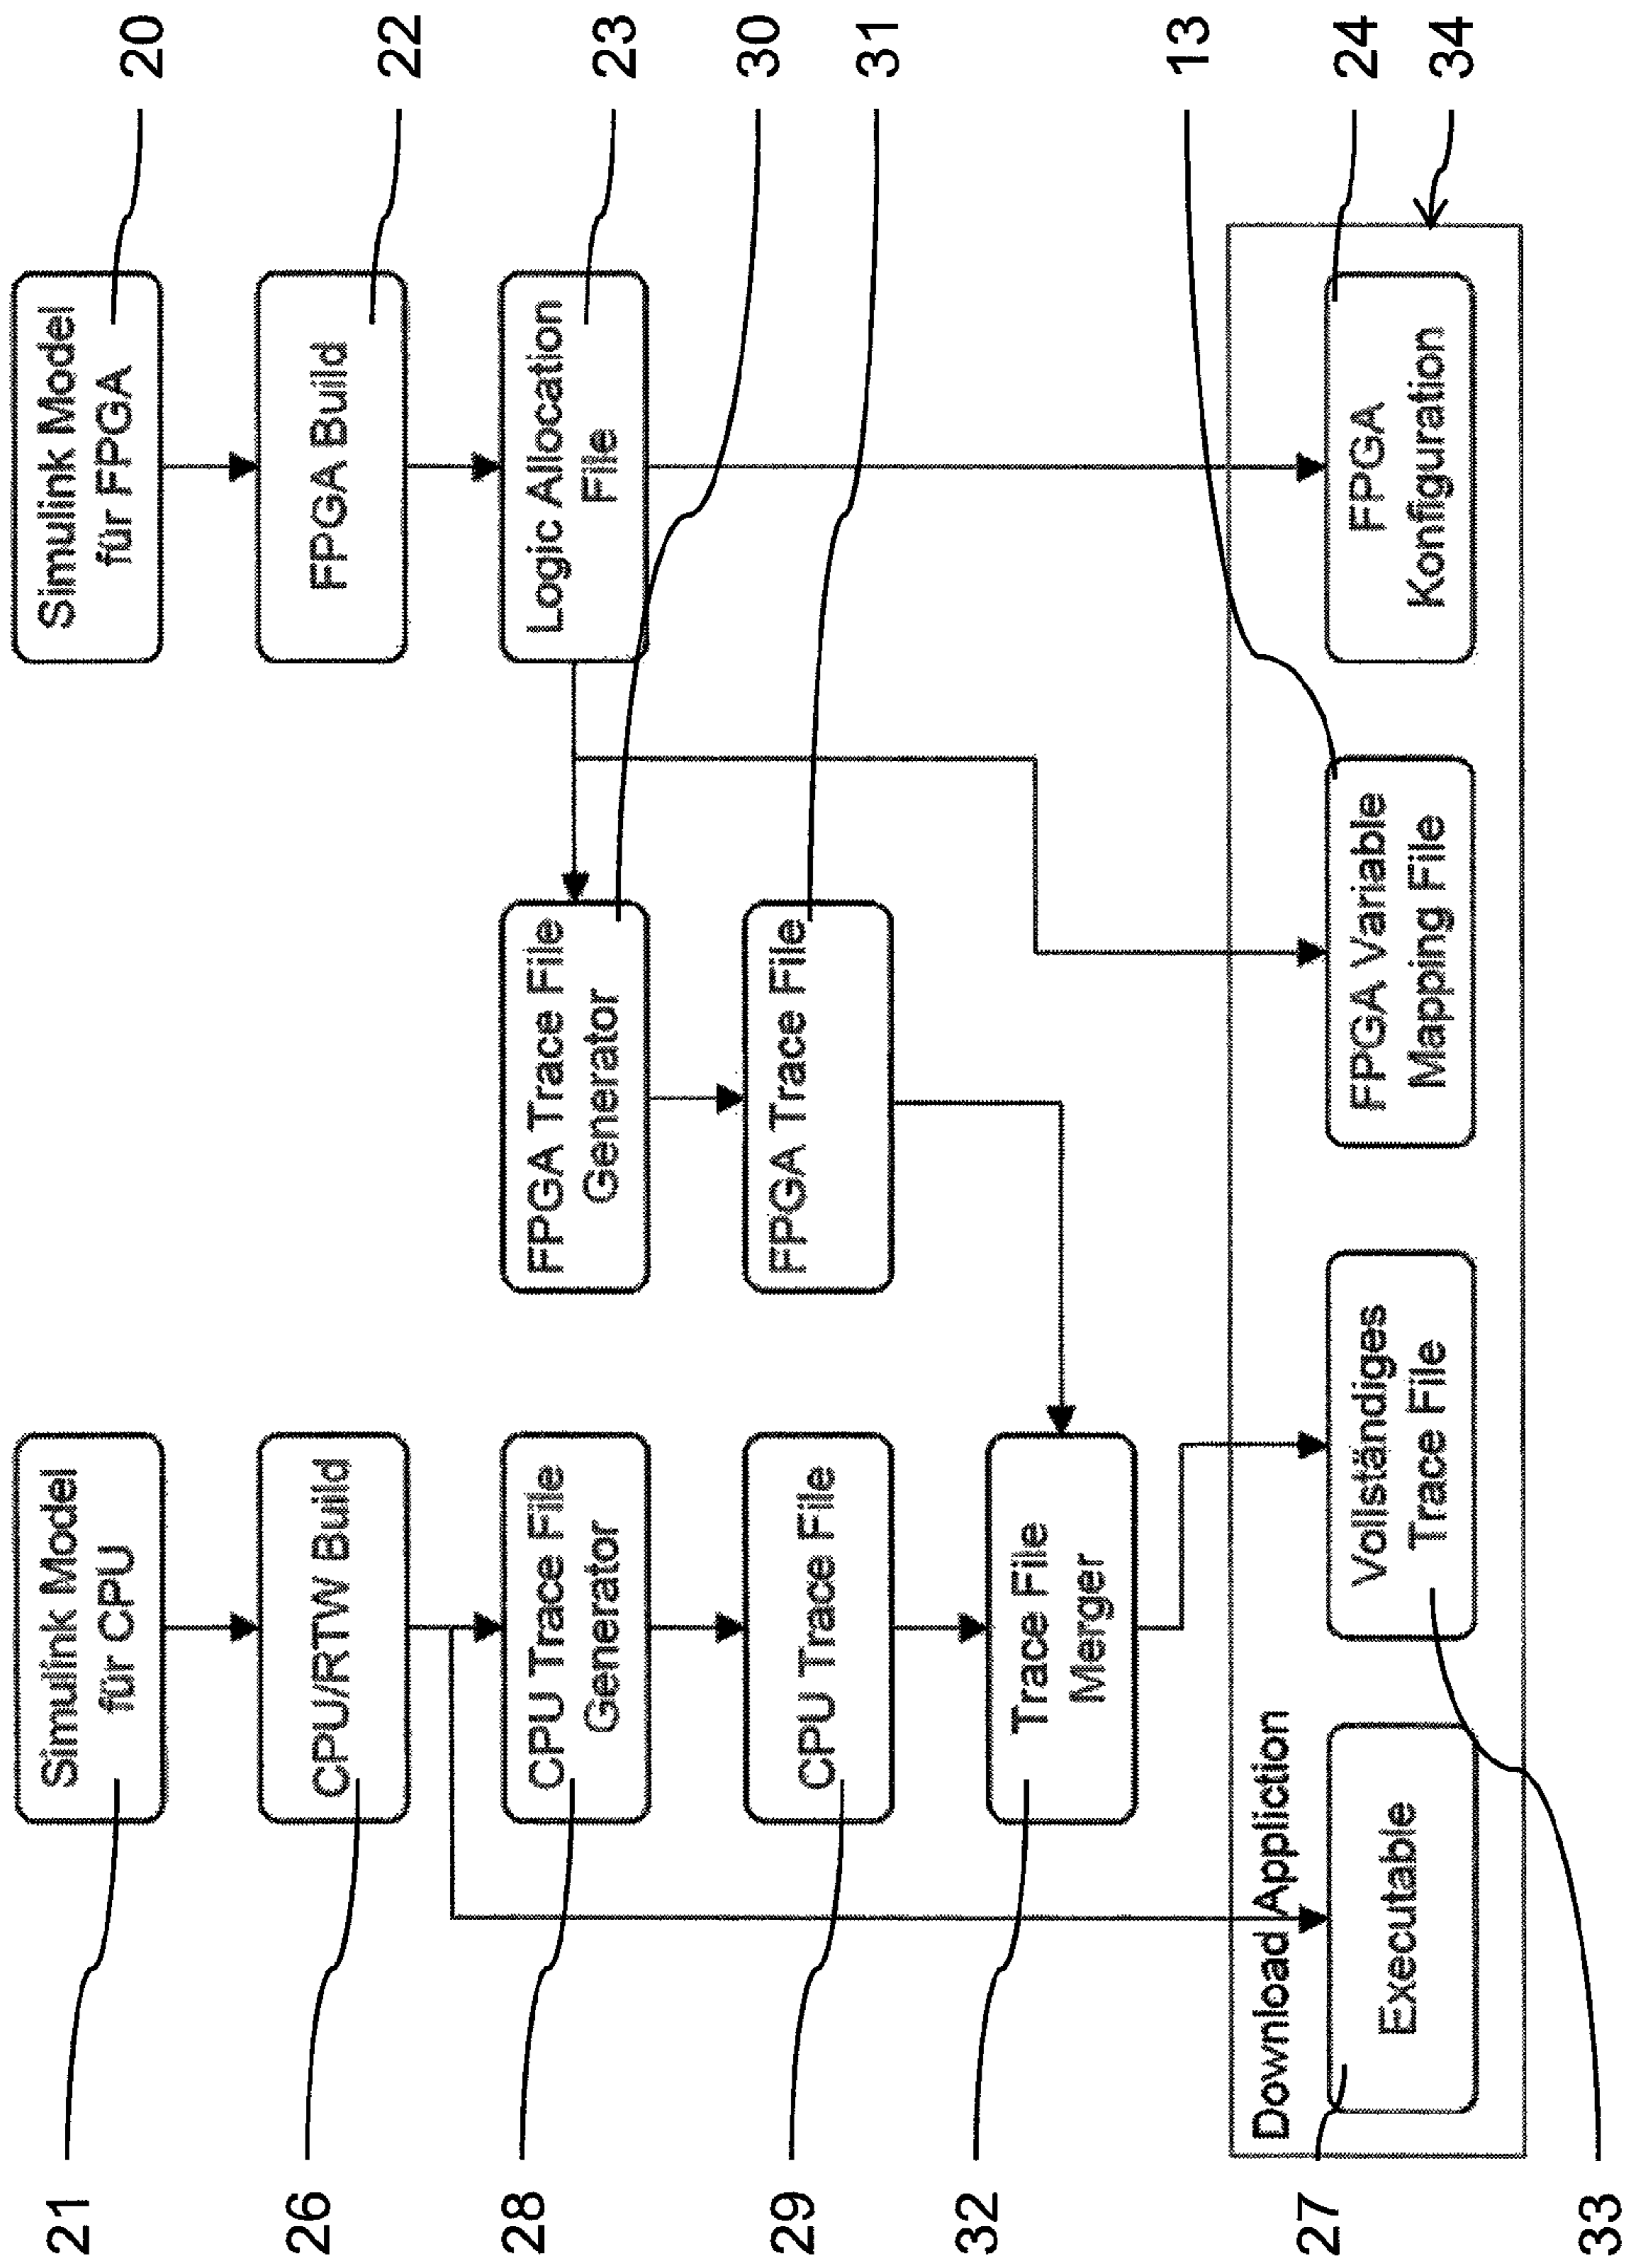 21
Simulink Model
für CPU
Simulink Model
für FPGA
20
26
CPU/RTW Build
FPGA Build
22
28
CPU Trace File
Generator
FPGA Trace File
Generator
Logic Allocation
File
23
30
29
CPU Trace File
FPGA Trace File
31
32
Trace File
Merger
13
Download Appliction
27
Executable
Vollständiges
Trace File
FPGA Variable
Mapping File
FPGA
Konfiguration
24
34
33